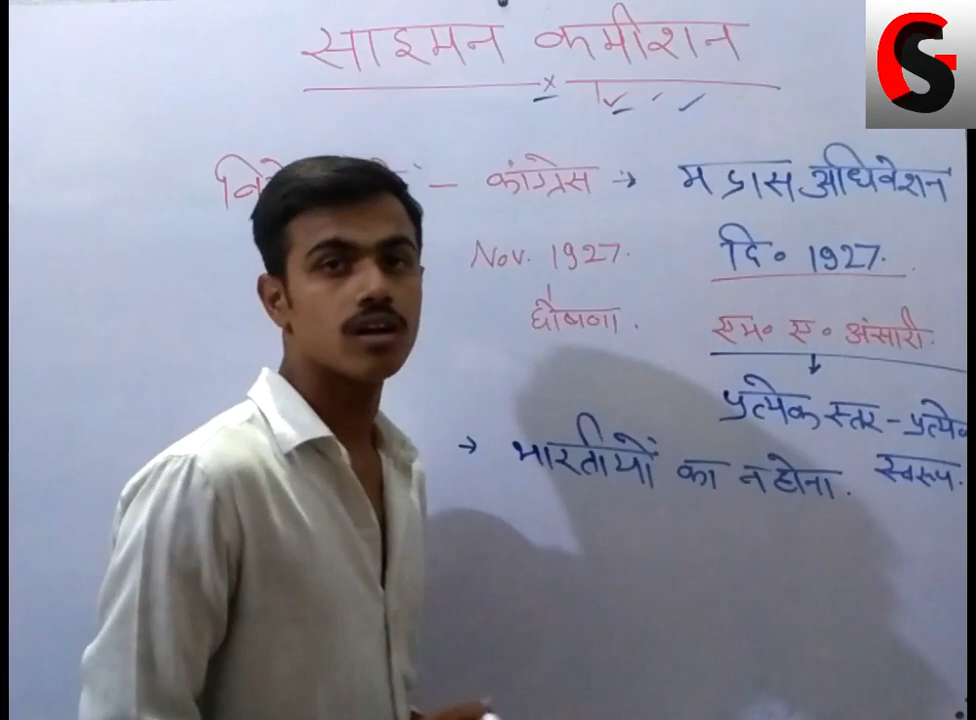 साइमन कमीशन
– कांग्रेस → मद्रास अधिवेशन
Nov. 1927. दि० 1927.
घोषणा. एम० ए० अंसारी.
प्रत्येक स्तर – प्रत्येक
→ भारतीयों का न होना. स्वरूप.